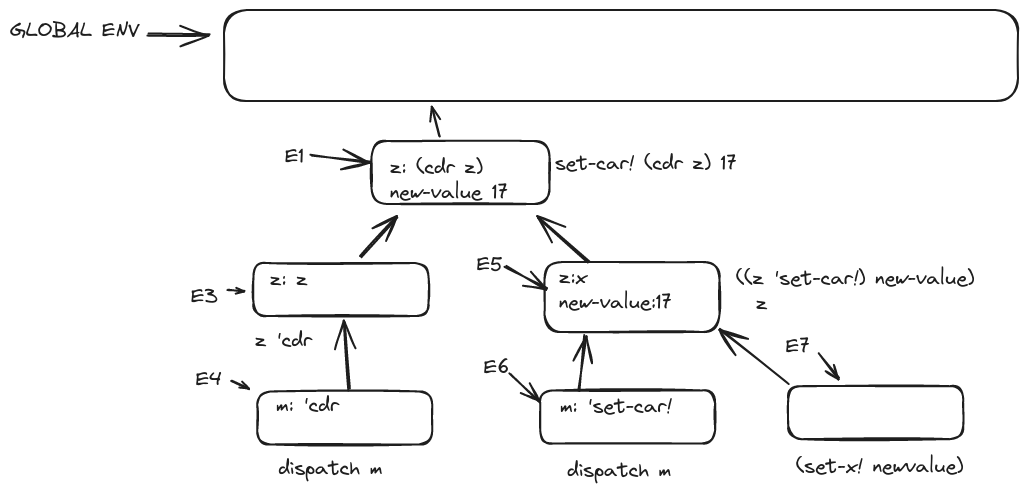 GLOBAL ENV
E1
z: (cdr z)
new-value 17
set-car! (cdr z) 17
E3
z: z
z 'cdr
E4
m: 'cdr
dispatch m
E5
z:x
new-value:17
((z 'set-car!) new-value)
z
E6
m: 'set-car!
dispatch m
E7
(set-x! newvalue)